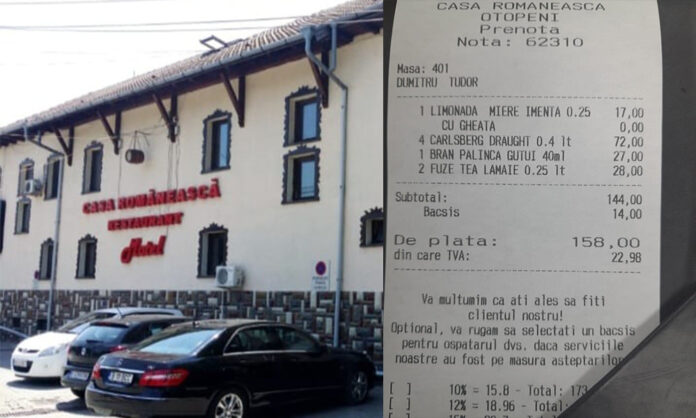 CASA ROMÂNEASCĂ
RESTAURANT
Hotel
CASA ROMANEASCA
OTOPENI
Prenota
Nota: 62310
Masa: 401
DUMITRU TUDOR
1 LIMONADA MIERE IMENTA 0.25 17,00
CU GHEATA 0,00
4 CARLSBERG DRAUGHT 0.4 lt 72,00
1 BRAN PALINCA GUTUI 40ml 27,00
2 FUZE TEA LAMAIE 0.25 lt 28,00
Subtotal: 144,00
Bacsis 14,00
De plata: 158,00
din care TVA: 22,98
Va multumim ca ati ales sa fiti
clientul nostru!
Optional, va rugam sa selectati un bacsis
pentru ospatarul dvs. daca serviciile
noastre au fost pe masura asteptarilor
[ ] 10% = 15.8 - Total: 173
[ ] 12% = 18.96 - Total: